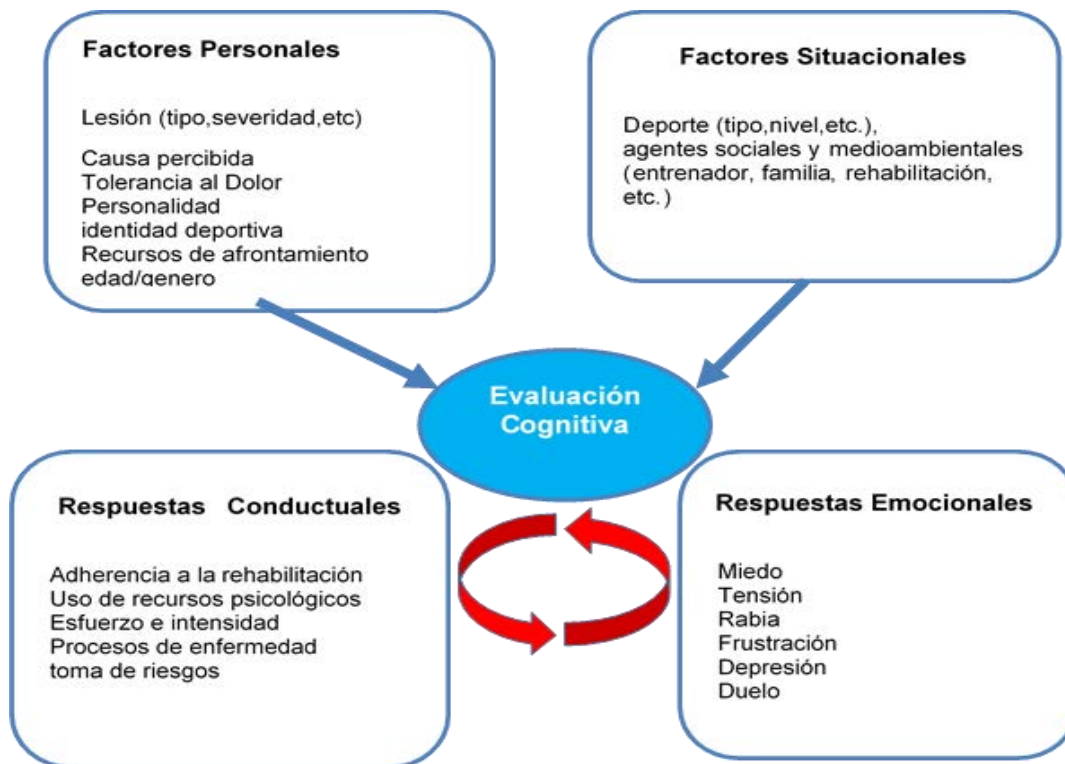 Factores Personales
Lesión (tipo,severidad,etc)
Causa percibida
Tolerancia al Dolor
Personalidad
identidad deportiva
Recursos de afrontamiento
edad/genero
Factores Situacionales
Deporte (tipo,nivel,etc.),
agentes sociales y medioambientales
(entrenador, familia, rehabilitación,
etc.)
Evaluación
Cognitiva
Respuestas Conductuales
Adherencia a la rehabilitación
Uso de recursos psicológicos
Esfuerzo e intensidad
Procesos de enfermedad
toma de riesgos
Respuestas Emocionales
Miedo
Tensión
Rabia
Frustración
Depresión
Duelo